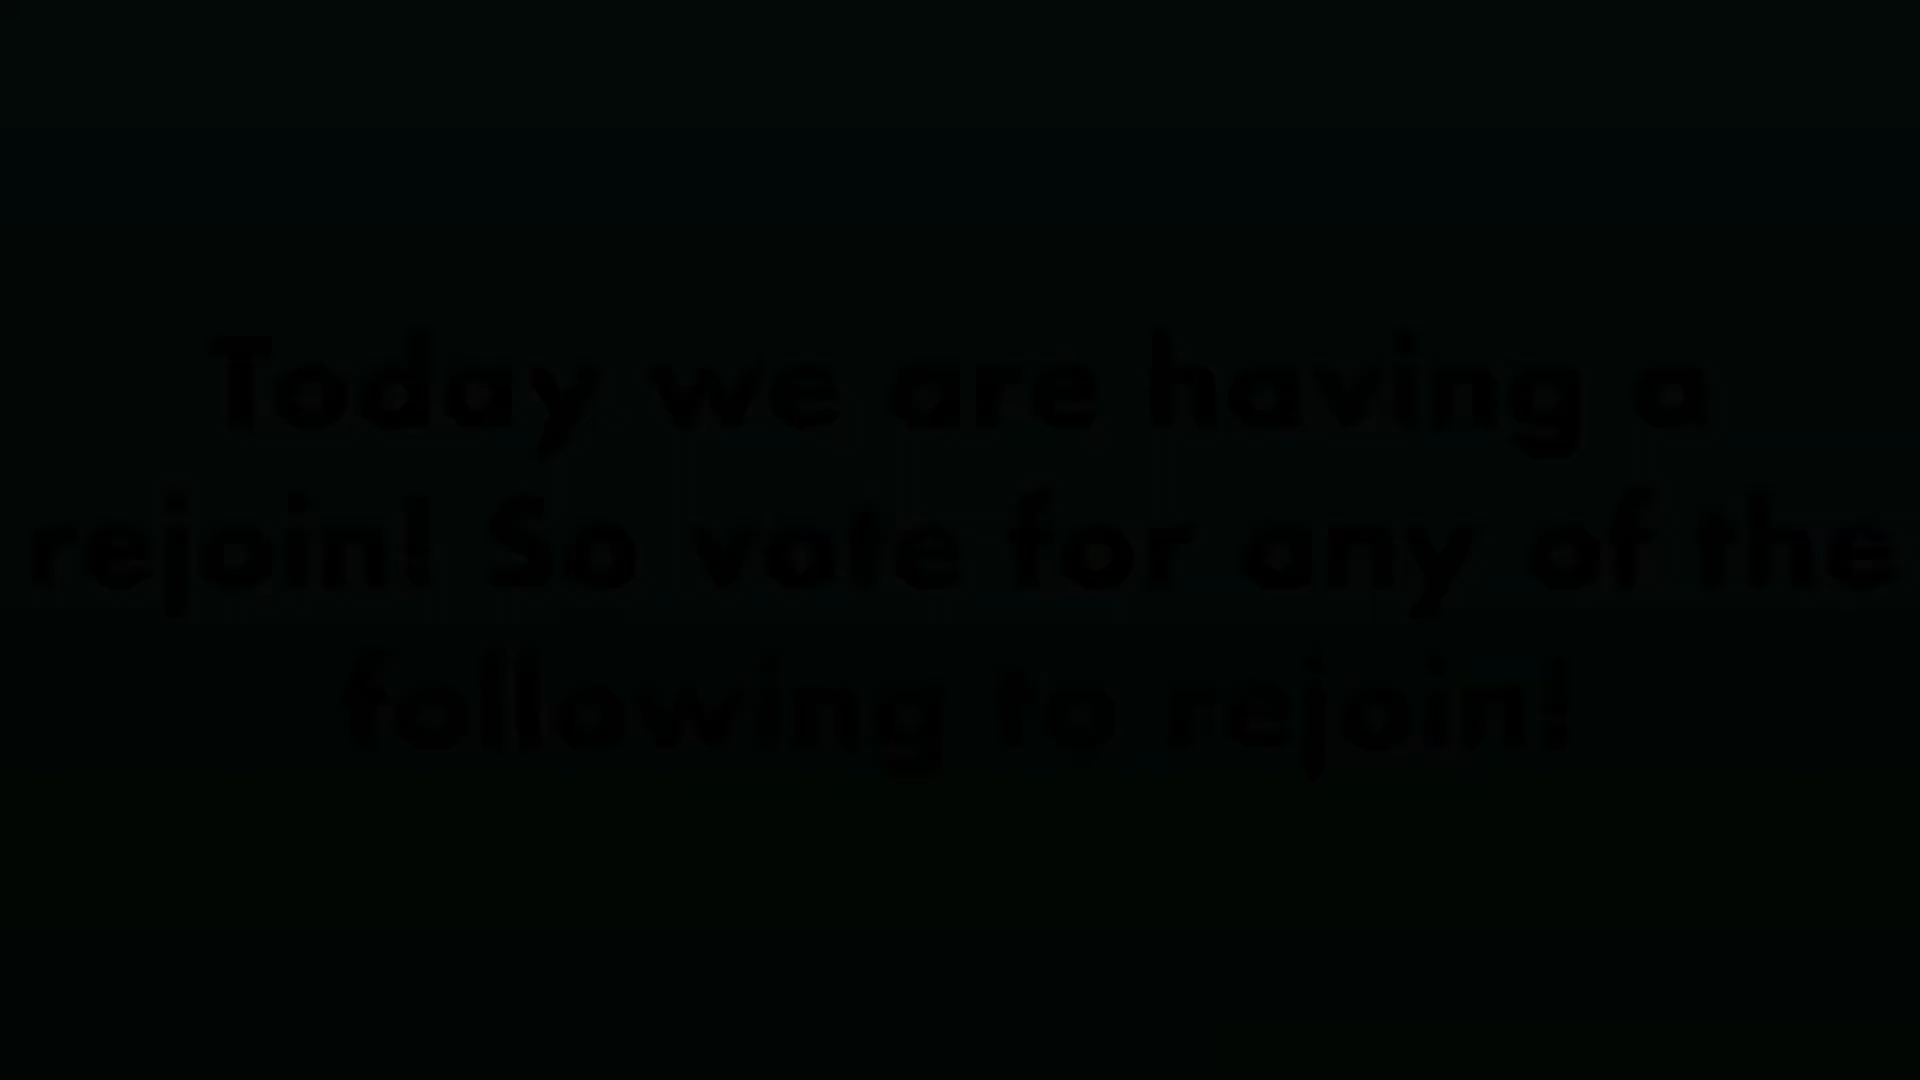 Today we are having a
rejoin! So vote for any of the
following to rejoin!